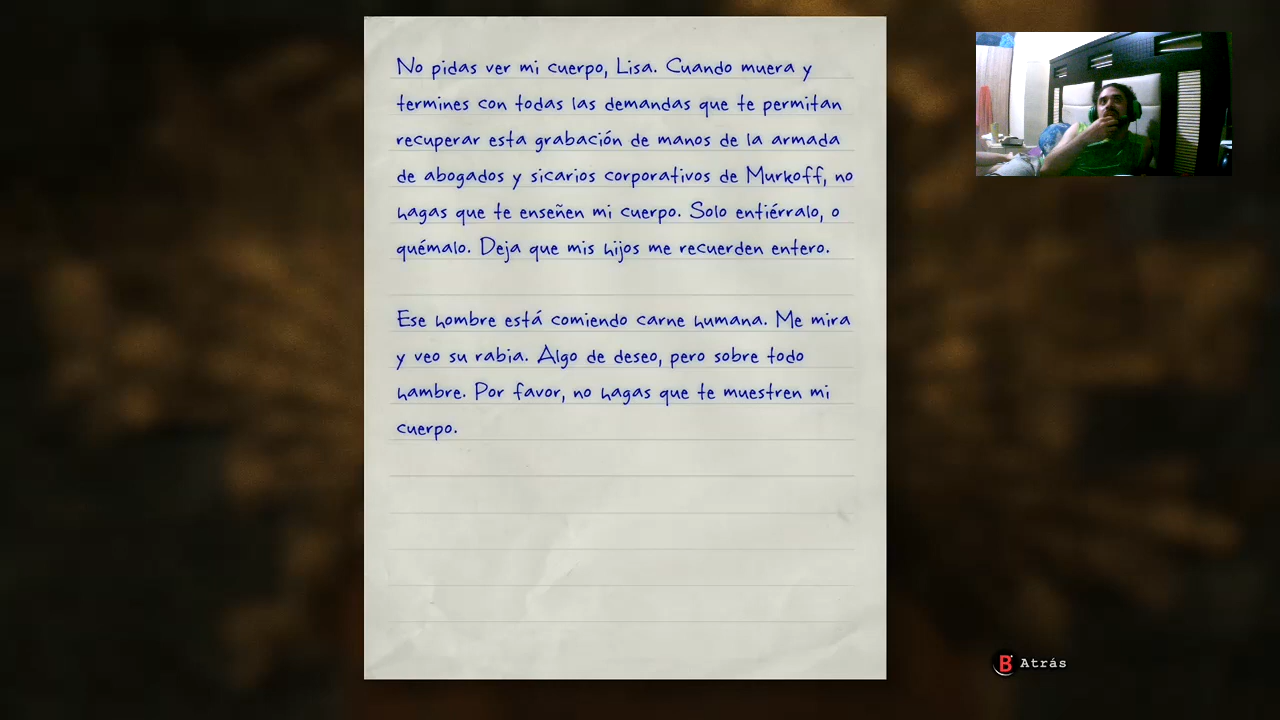 No pidas ver mi cuerpo, Lisa. Cuando muera y
termines con todas las demandas que te permitan
recuperar esta grabación de manos de la armada
de abogados y sicarios corporativos de Murkoff, no
hagas que te enseñen mi cuerpo. Solo entiérralo, o
quémalo. Deja que mis hijos me recuerden entero.
Ese hombre está comiendo carne humana. Me mira
y veo su rabia. Algo de deseo, pero sobre todo
hambre. Por favor, no hagas que te muestren mi
cuerpo.
B Atrás